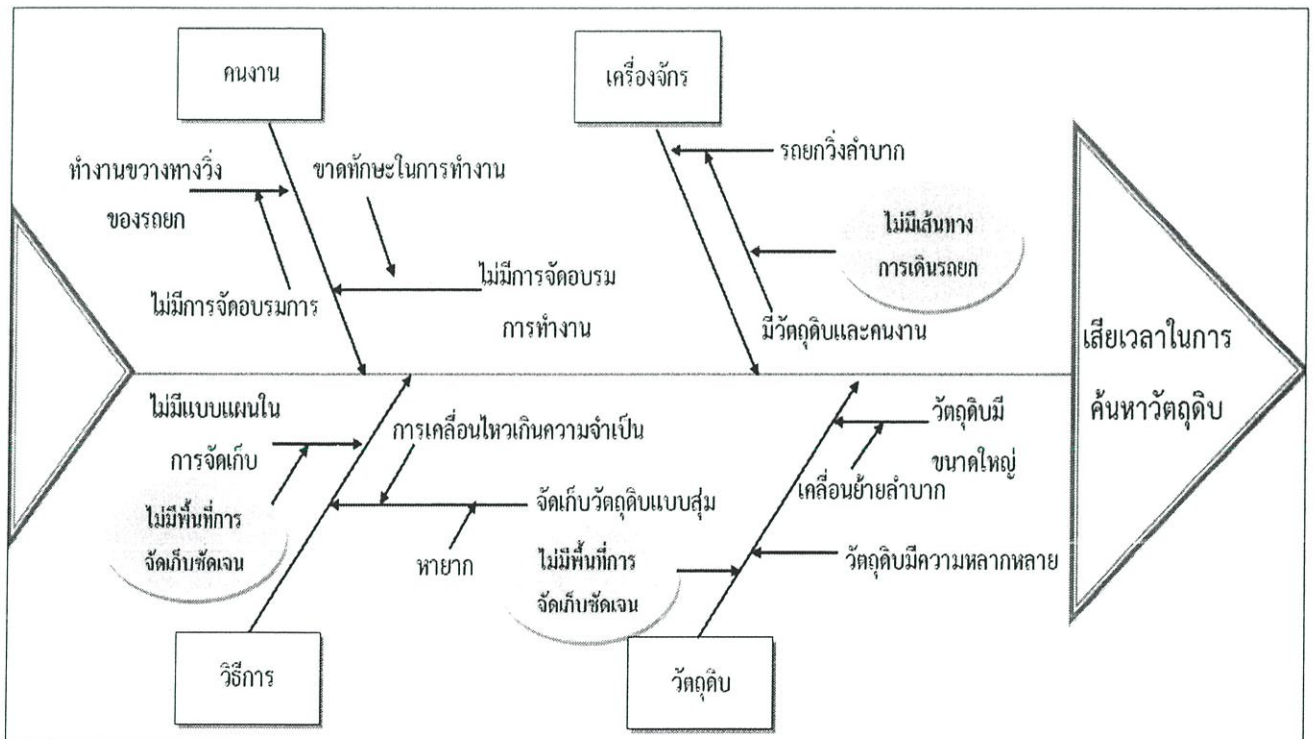 คนงาน
เครื่องจักร
ทำงานขวางทางวิ่ง
ของรถยก
ขาดทักษะในการทำงาน
รถยกวิ่งลำบาก
ไม่มีเส้นทาง
การเดินรถยก
ไม่มีการจัดอบรมการ
ไม่มีการจัดอบรม
การทำงาน
มีวัตถุดิบและคนงาน
เสียเวลาในการ
ค้นหาวัตถุดิบ
ไม่มีแบบแผนใน
การจัดเก็บ
การเคลื่อนไหวเกินความจำเป็น
วัตถุดิบมี
ขนาดใหญ่
เคลื่อนย้ายลำบาก
ไม่มีพื้นที่การ
จัดเก็บชัดเจน
จัดเก็บวัตถุดิบแบบสุ่ม
หายาก
ไม่มีพื้นที่การ
จัดเก็บชัดเจน
วัตถุดิบมีความหลากหลาย
วิธีการ
วัตถุดิบ